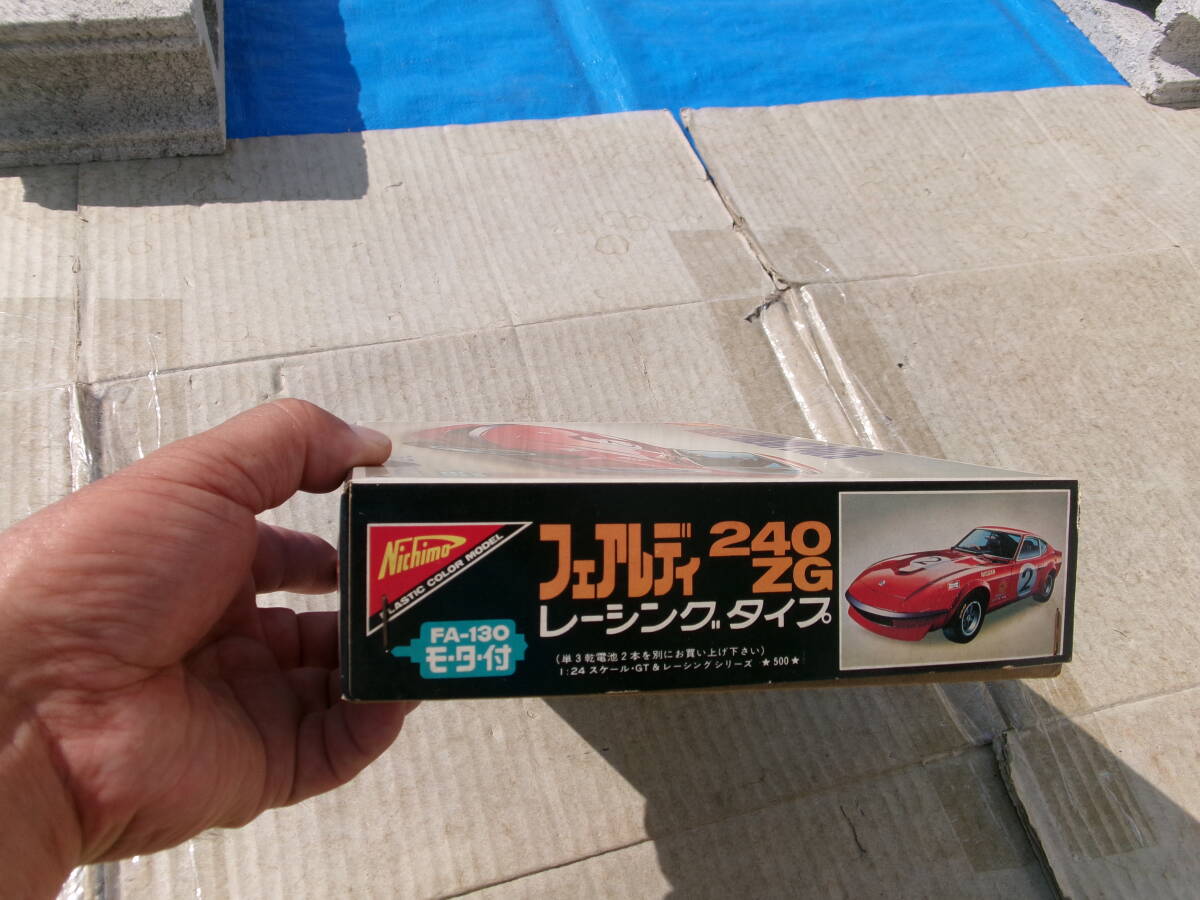 Nichimo
PLASTIC COLOR MODEL
フェアレディ 240
ZG
レーシングタイプ
FA-130
モ・タ・付
(単3乾電池2本を別にお買い上げ下さい)
1:24 スケール・GT & レーシングシリーズ ★500★
2